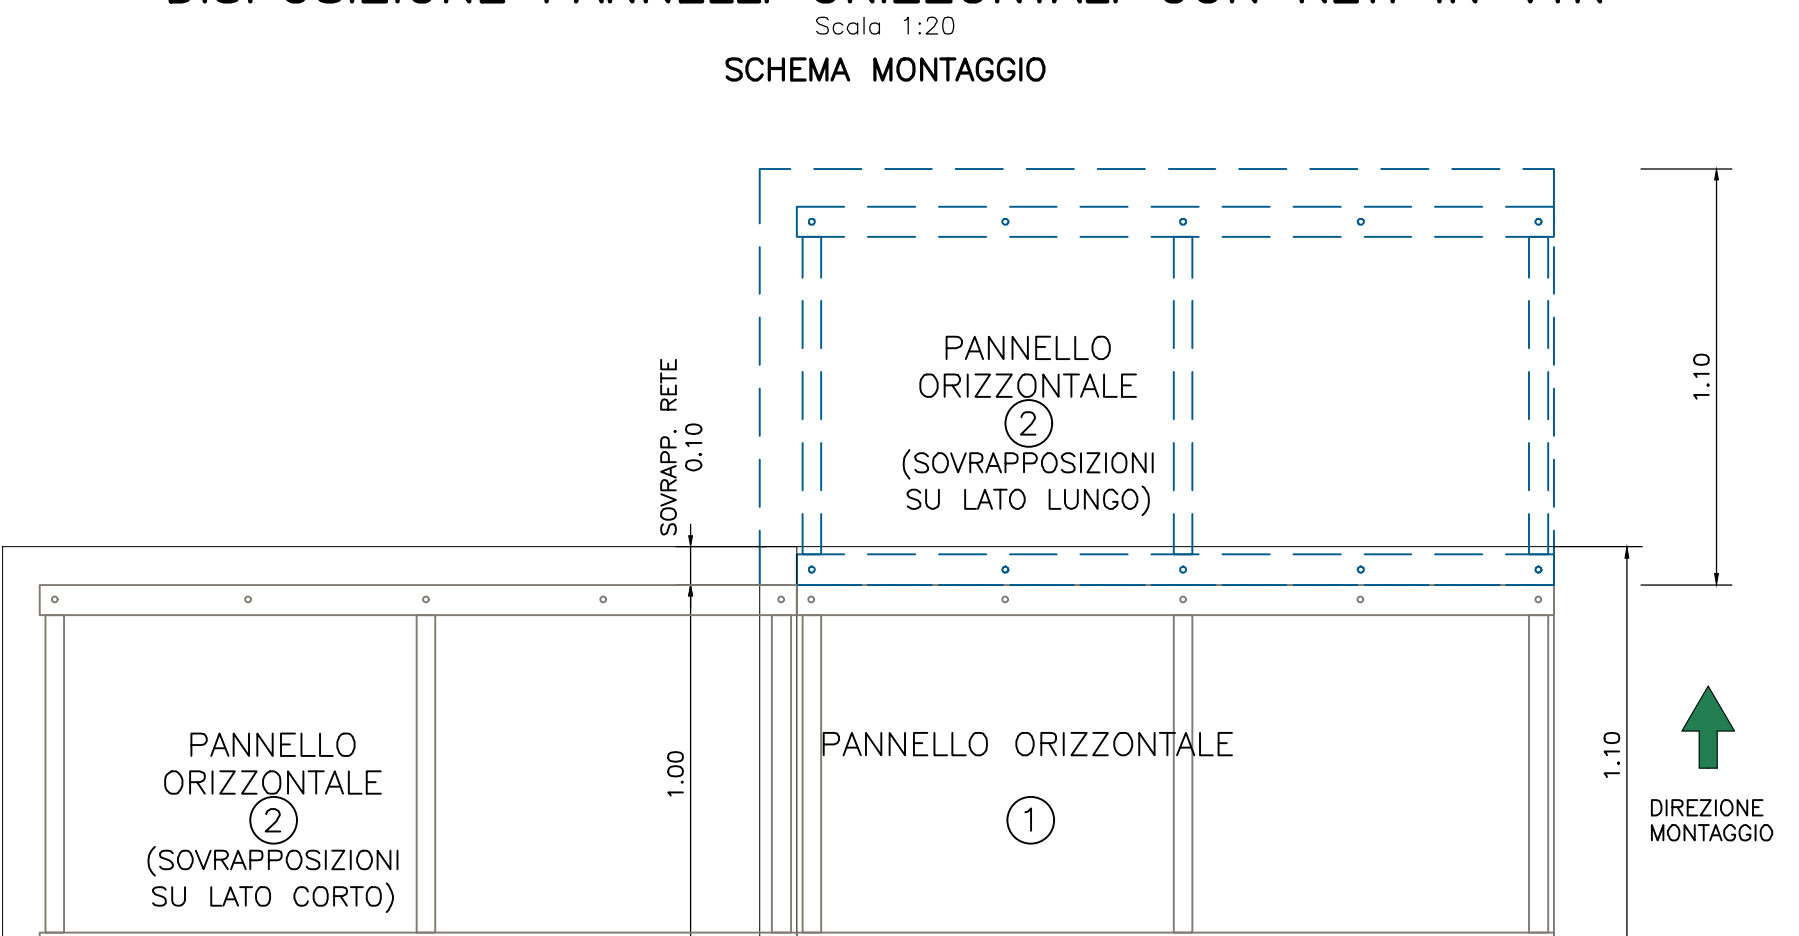 Scala 1:20
SCHEMA MONTAGGIO
PANNELLO
ORIZZONTALE
2
(SOVRAPPOSIZIONI
SU LATO LUNGO)
SOVRAPP. RETE
0.10
1.10
PANNELLO
ORIZZONTALE
2
(SOVRAPPOSIZIONI
SU LATO CORTO)
1.00
PANNELLO ORIZZONTALE
1
1.10
DIREZIONE
MONTAGGIO